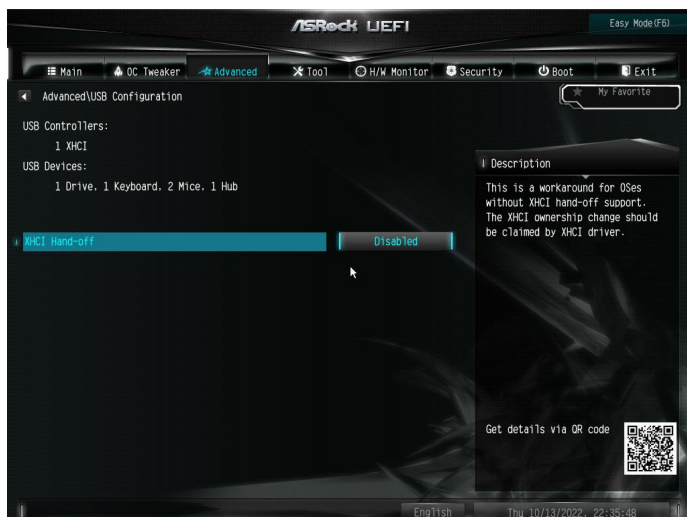 ASRock UEFI
Easy Mode(F6)
Main
OC Tweaker
Advanced
Tool
H/W Monitor
Security
Boot
Exit
Advanced\USB Configuration
My Favorite
USB Controllers:
1 XHCI
USB Devices:
1 Drive, 1 Keyboard, 2 Mice, 1 Hub
XHCI Hand-off
Disabled
Description
This is a workaround for OSes
without XHCI hand-off support.
The XHCI ownership change should
be claimed by XHCI driver.
Get details via QR code
English
Thu 10/13/2022, 22:35:48